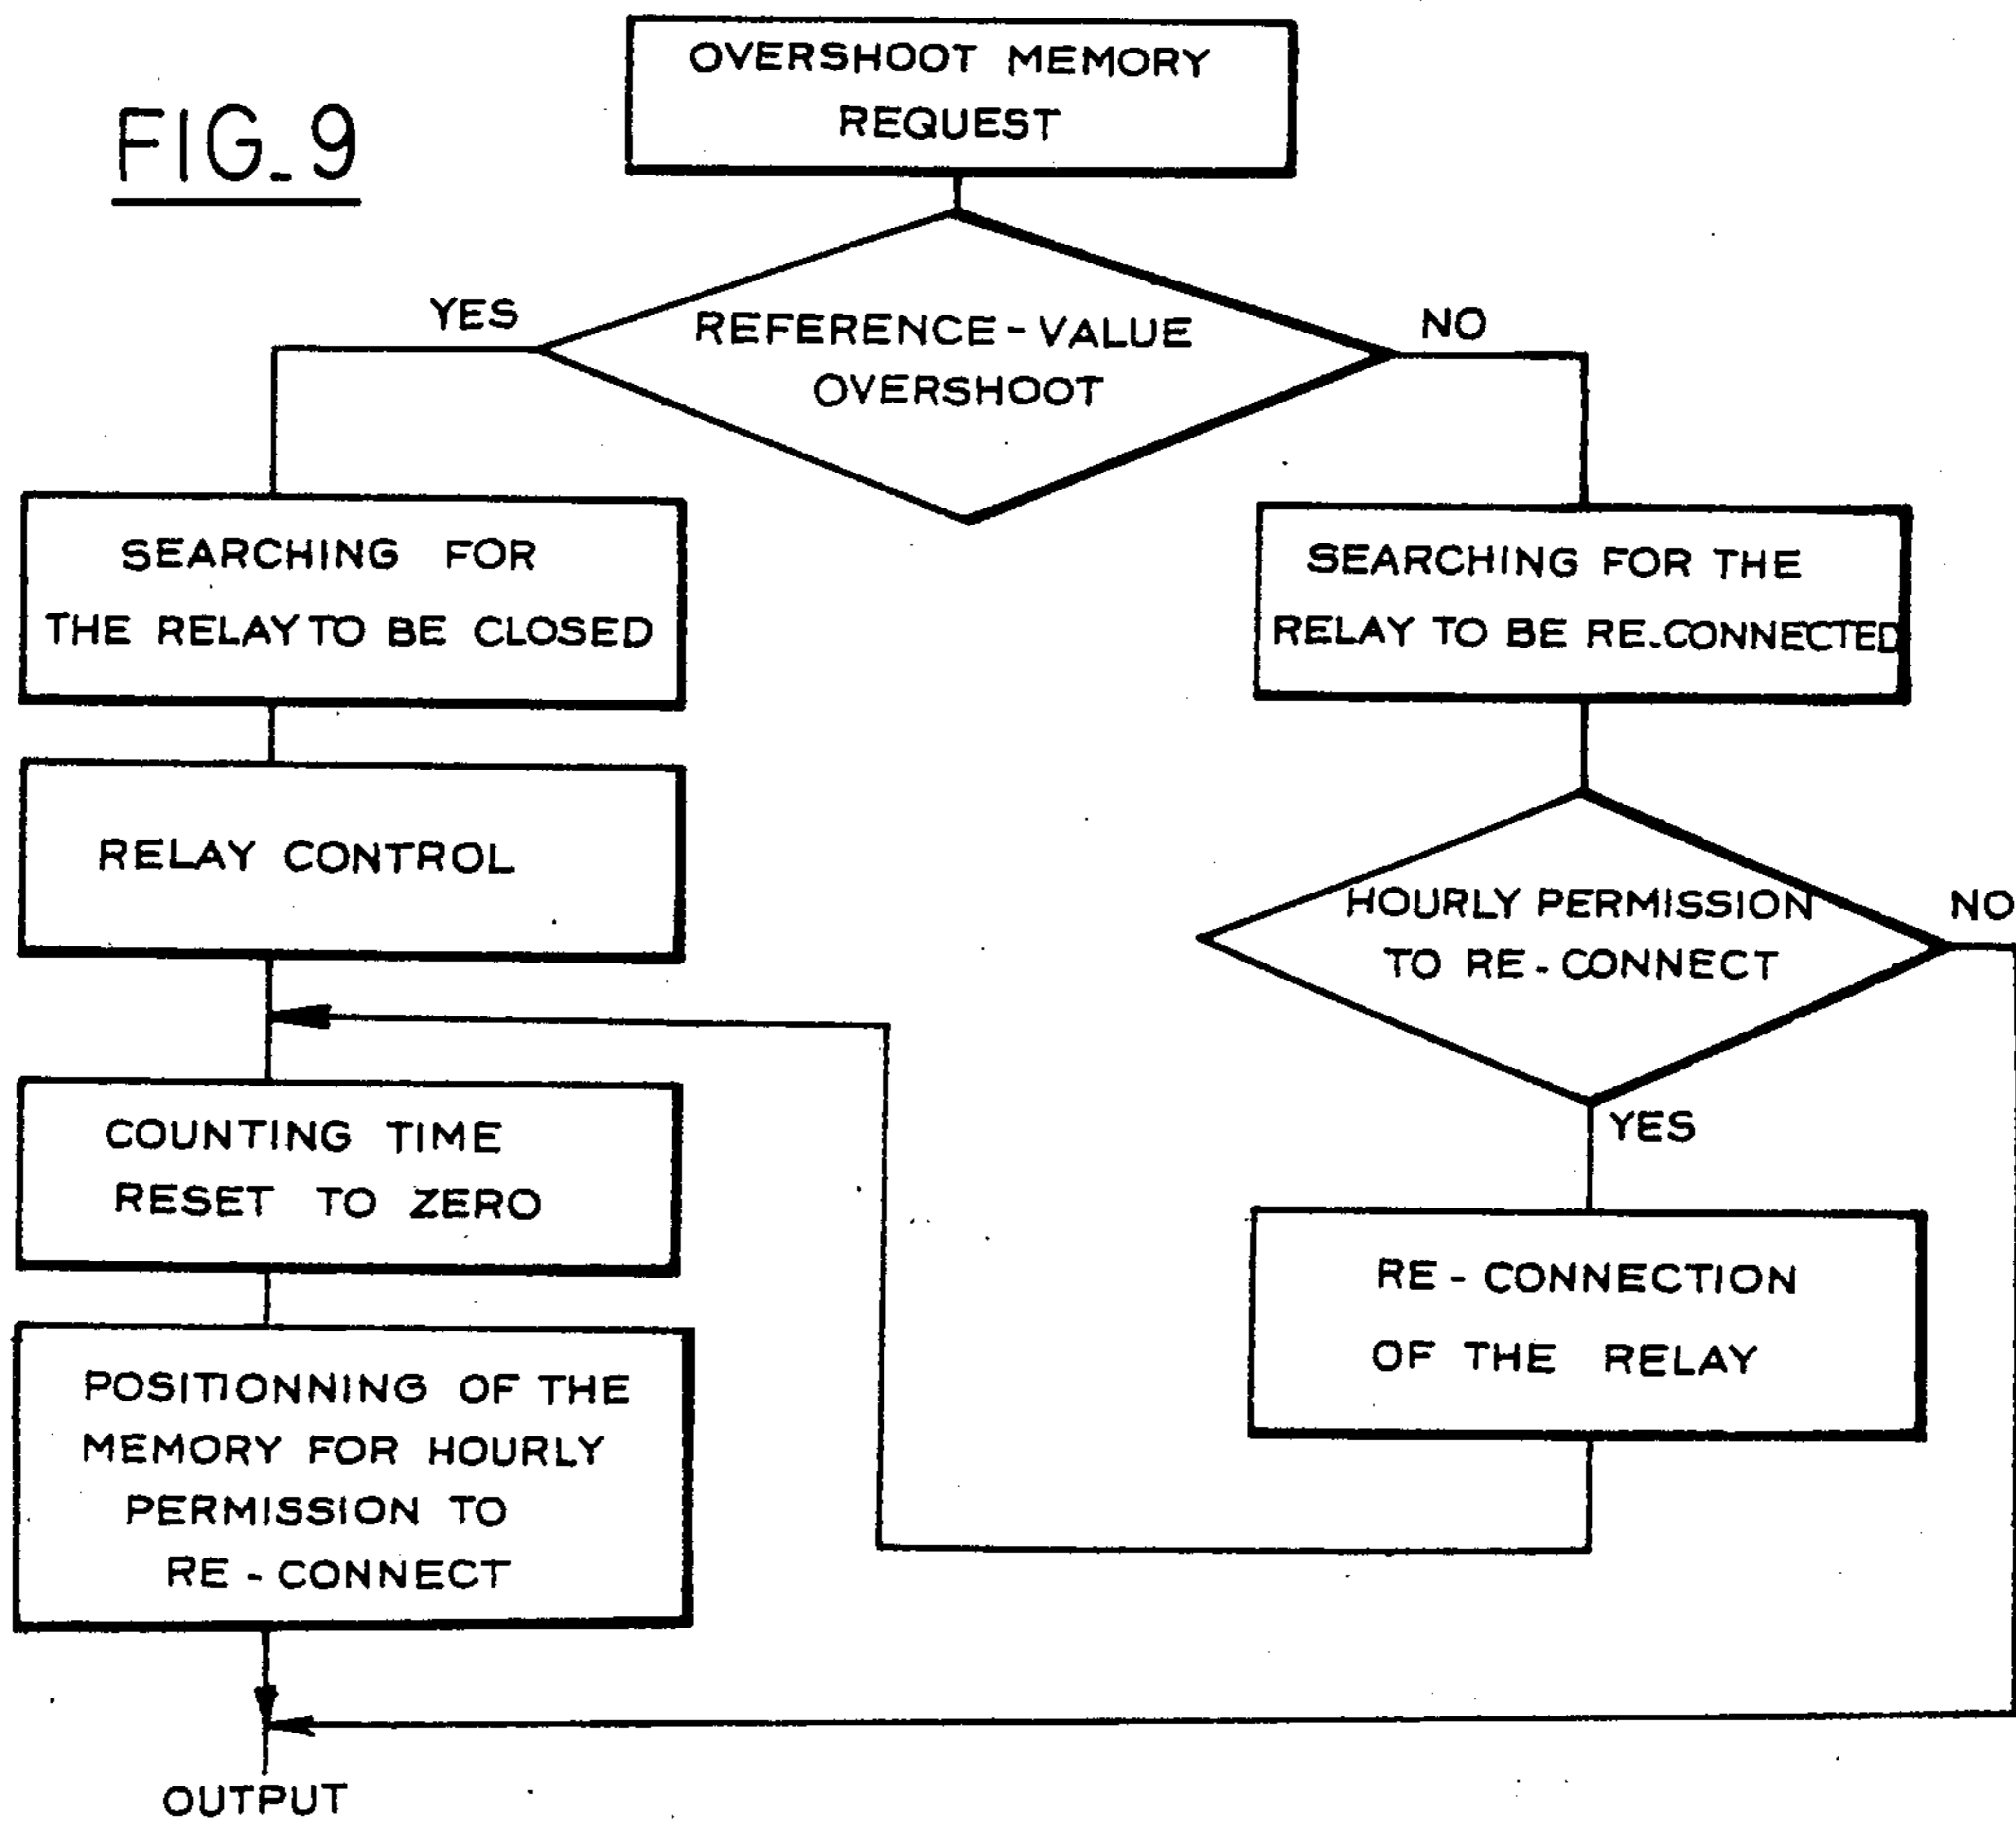 FIG_9
OVERSHOOT MEMORY
REQUEST
YES
REFERENCE-VALUE
OVERSHOOT
NO
SEARCHING FOR
THE RELAY TO BE CLOSED
SEARCHING FOR THE
RELAY TO BE RE-CONNECTED
RELAY CONTROL
HOURLY PERMISSION
TO RE-CONNECT
NO
YES
COUNTING TIME
RESET TO ZERO
RE-CONNECTION
OF THE RELAY
POSITIONNING OF THE
MEMORY FOR HOURLY
PERMISSION TO
RE-CONNECT
OUTPUT